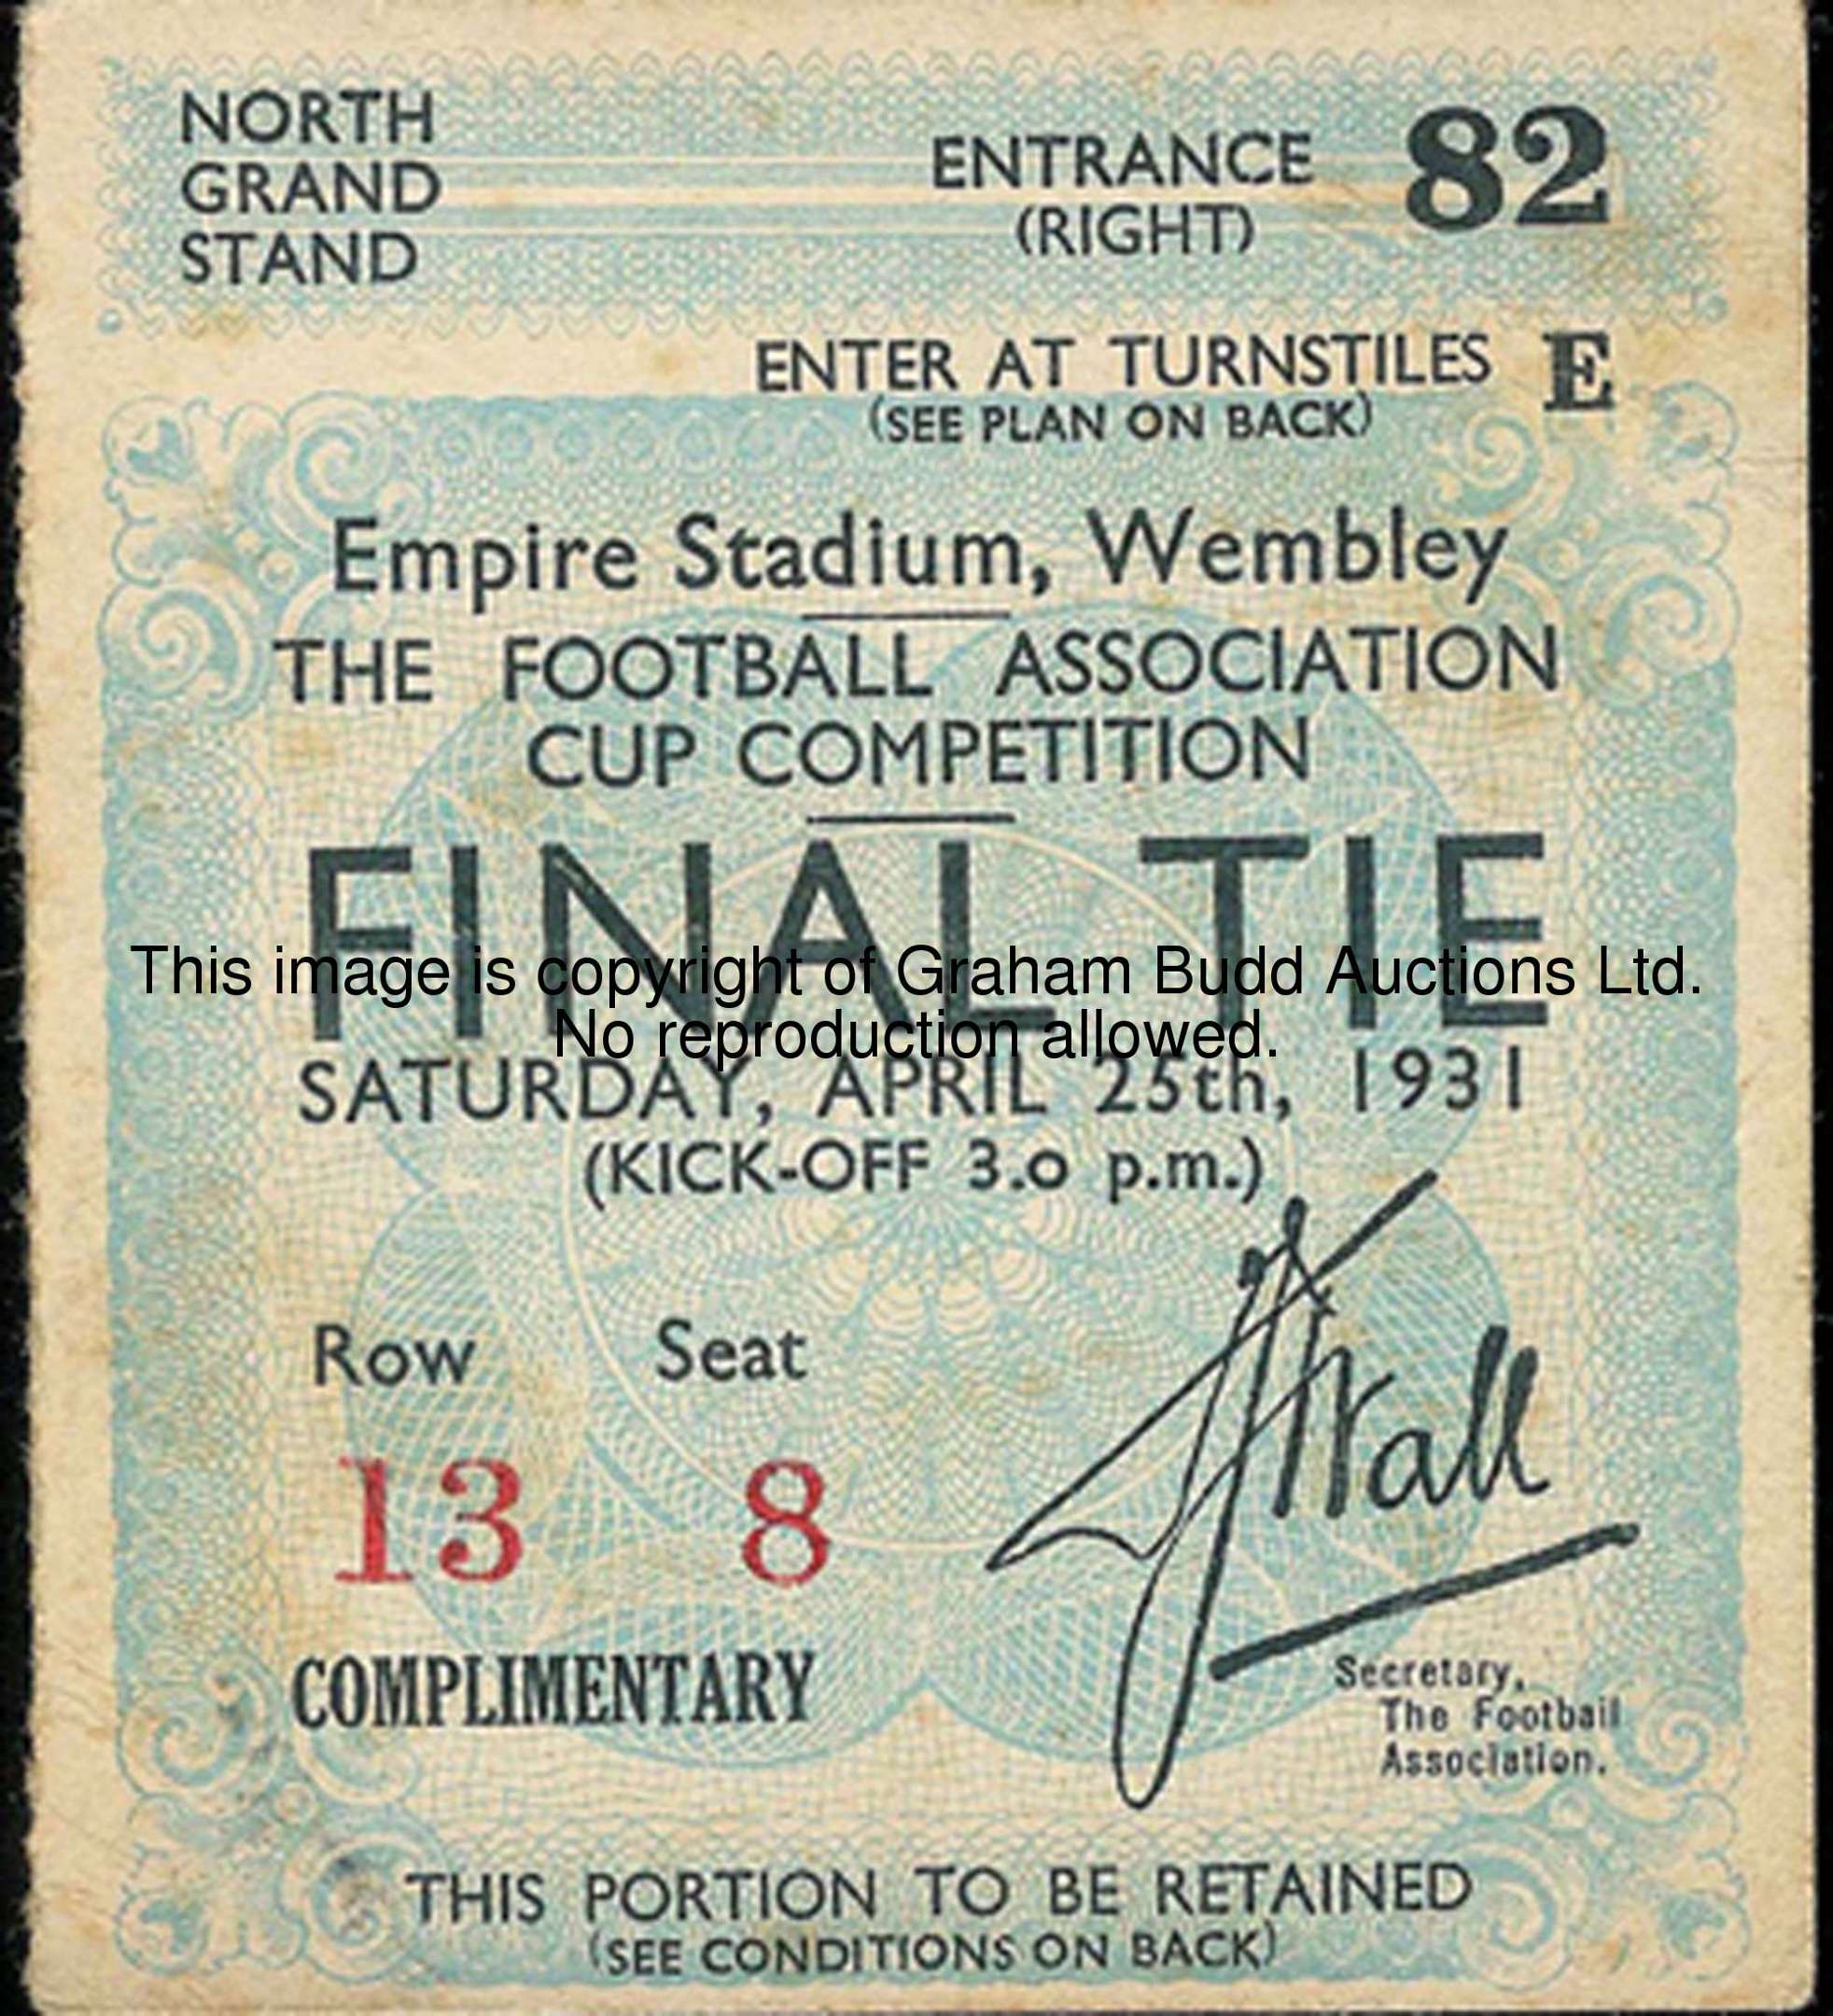 NORTH
GRAND
STAND
ENTRANCE
(RIGHT)
82
ENTER AT TURNSTILES E
(SEE PLAN ON BACK)
Empire Stadium, Wembley
THE FOOTBALL ASSOCIATION
CUP COMPETITION
FINAL TIE
This image is copyright of Graham Budd Auctions Ltd.
No reproduction allowed.
SATURDAY, APRIL 25th, 1931
(KICK-OFF 3.0 p.m.)
Row Seat
13 8
Wall
COMPLIMENTARY
Secretary,
The Football
Association.
THIS PORTION TO BE RETAINED
(SEE CONDITIONS ON BACK)